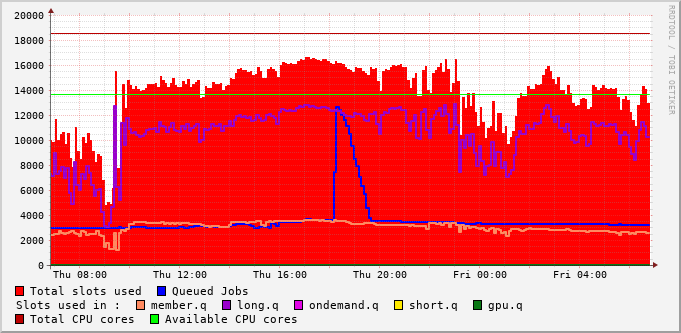 20000
18000
16000
14000
12000
10000
8000
6000
4000
2000
0
Thu 08:00 Thu 12:00 Thu 16:00 Thu 20:00 Fri 00:00 Fri 04:00
RRDTOOL / TOBI OETIKER
Total slots used Queued Jobs
Slots used in : member.q long.q ondemand.q short.q gpu.q
Total CPU cores Available CPU cores